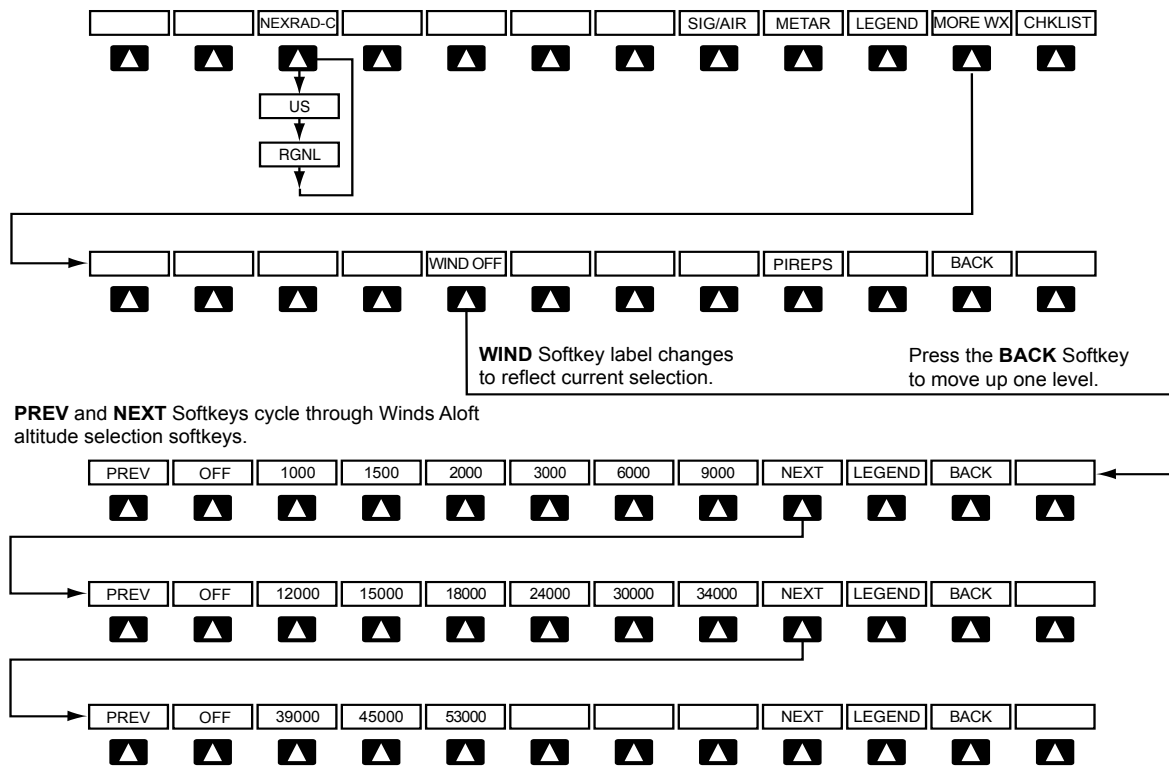 NEXRAD-C SIG/AIR METAR LEGEND MORE WX CHKLIST
US
RGNL
WIND OFF PIREPS BACK
WIND Softkey label changes
to reflect current selection.
Press the BACK Softkey
to move up one level.
PREV and NEXT Softkeys cycle through Winds Aloft
altitude selection softkeys.
PREV OFF 1000 1500 2000 3000 6000 9000 NEXT LEGEND BACK
PREV OFF 12000 15000 18000 24000 30000 34000 NEXT LEGEND BACK
PREV OFF 39000 45000 53000 NEXT LEGEND BACK